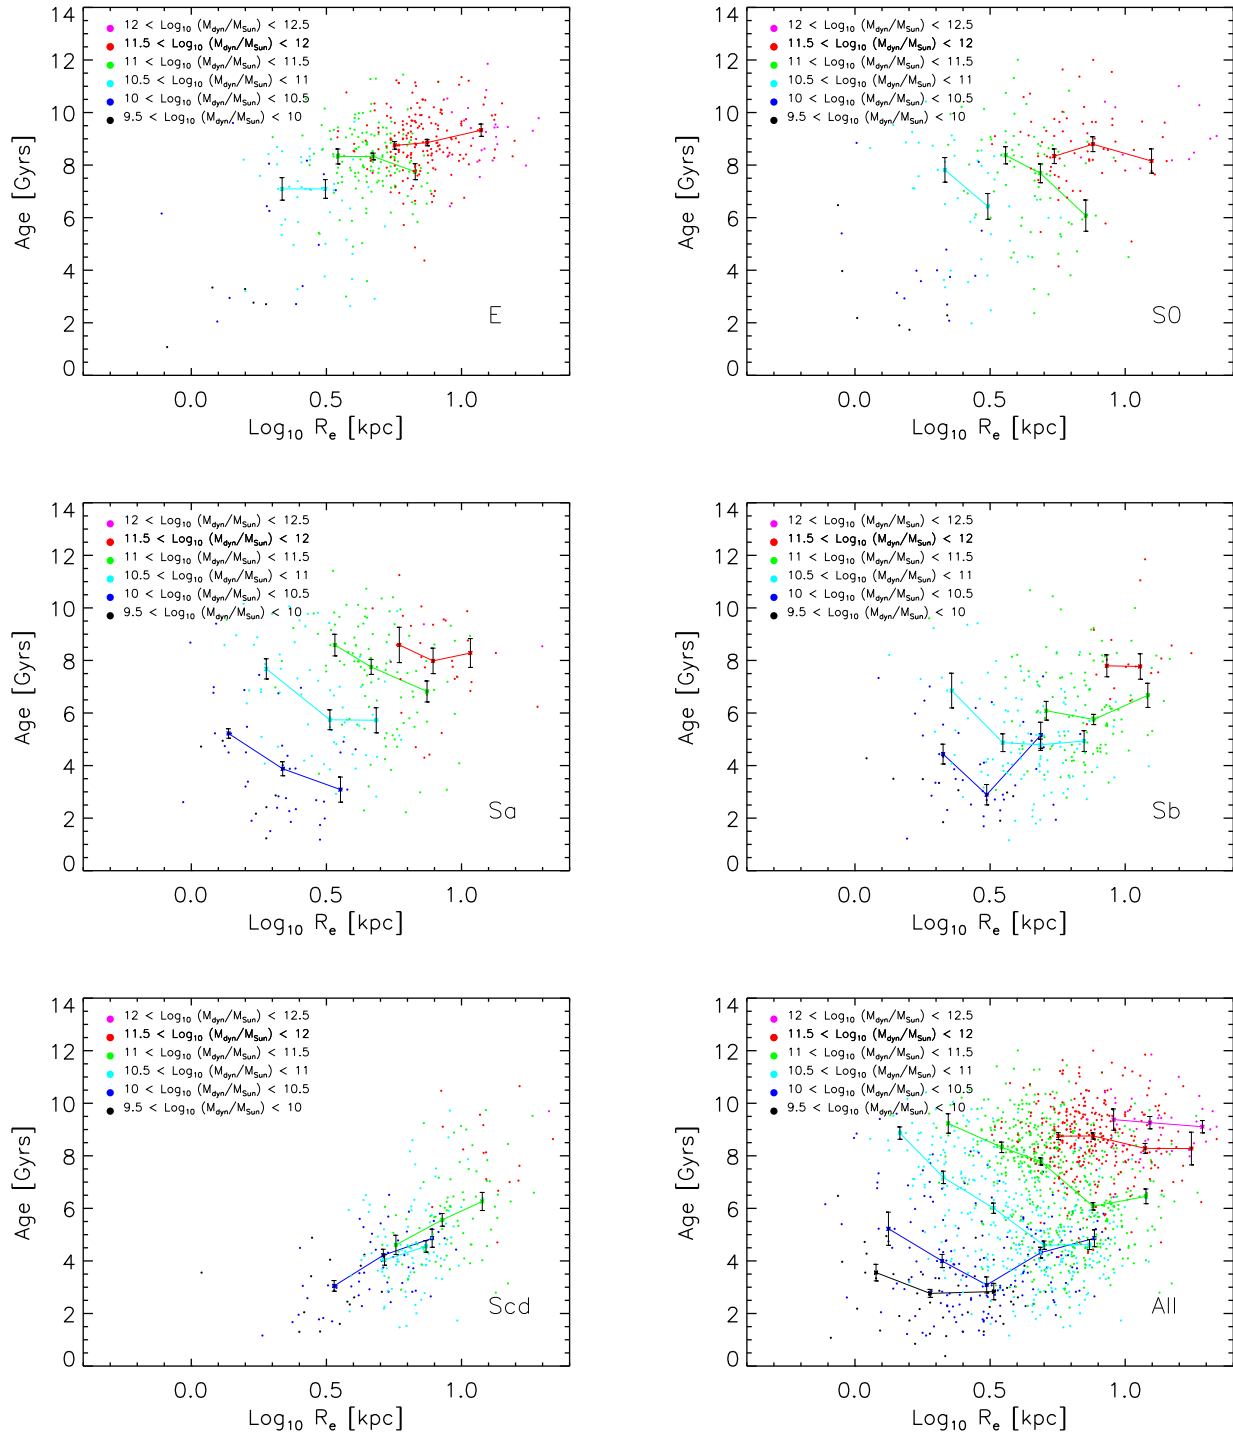 14
12
10
8
6
4
2
0
Age [Gyrs]
12 < Log10 (Mdyn/MSun) < 12.5
11.5 < Log10 (Mdyn/MSun) < 12
11 < Log10 (Mdyn/MSun) < 11.5
10.5 < Log10 (Mdyn/MSun) < 11
10 < Log10 (Mdyn/MSun) < 10.5
9.5 < Log10 (Mdyn/MSun) < 10
E
0.0 0.5 1.0
Log10 Re [kpc]
14
12
10
8
6
4
2
0
Age [Gyrs]
12 < Log10 (Mdyn/MSun) < 12.5
11.5 < Log10 (Mdyn/MSun) < 12
11 < Log10 (Mdyn/MSun) < 11.5
10.5 < Log10 (Mdyn/MSun) < 11
10 < Log10 (Mdyn/MSun) < 10.5
9.5 < Log10 (Mdyn/MSun) < 10
S0
0.0 0.5 1.0
Log10 Re [kpc]
14
12
10
8
6
4
2
0
Age [Gyrs]
12 < Log10 (Mdyn/MSun) < 12.5
11.5 < Log10 (Mdyn/MSun) < 12
11 < Log10 (Mdyn/MSun) < 11.5
10.5 < Log10 (Mdyn/MSun) < 11
10 < Log10 (Mdyn/MSun) < 10.5
9.5 < Log10 (Mdyn/MSun) < 10
Sa
0.0 0.5 1.0
Log10 Re [kpc]
14
12
10
8
6
4
2
0
Age [Gyrs]
12 < Log10 (Mdyn/MSun) < 12.5
11.5 < Log10 (Mdyn/MSun) < 12
11 < Log10 (Mdyn/MSun) < 11.5
10.5 < Log10 (Mdyn/MSun) < 11
10 < Log10 (Mdyn/MSun) < 10.5
9.5 < Log10 (Mdyn/MSun) < 10
Sb
0.0 0.5 1.0
Log10 Re [kpc]
14
12
10
8
6
4
2
0
Age [Gyrs]
12 < Log10 (Mdyn/MSun) < 12.5
11.5 < Log10 (Mdyn/MSun) < 12
11 < Log10 (Mdyn/MSun) < 11.5
10.5 < Log10 (Mdyn/MSun) < 11
10 < Log10 (Mdyn/MSun) < 10.5
9.5 < Log10 (Mdyn/MSun) < 10
Scd
0.0 0.5 1.0
Log10 Re [kpc]
14
12
10
8
6
4
2
0
Age [Gyrs]
12 < Log10 (Mdyn/MSun) < 12.5
11.5 < Log10 (Mdyn/MSun) < 12
11 < Log10 (Mdyn/MSun) < 11.5
10.5 < Log10 (Mdyn/MSun) < 11
10 < Log10 (Mdyn/MSun) < 10.5
9.5 < Log10 (Mdyn/MSun) < 10
All
0.0 0.5 1.0
Log10 Re [kpc]